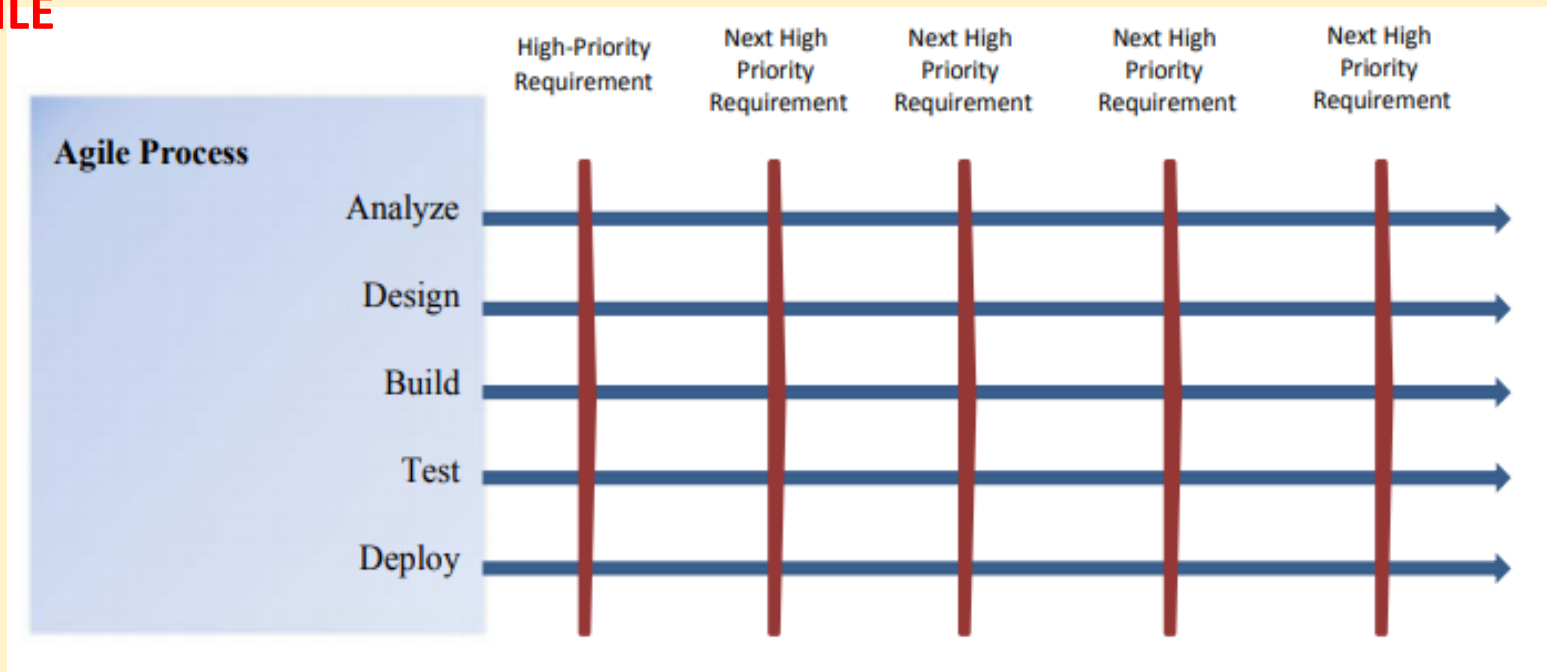 High-Priority
Requirement
Next High
Priority
Requirement
Next High
Priority
Requirement
Next High
Priority
Requirement
Next High
Priority
Requirement
Agile Process
Analyze
Design
Build
Test
Deploy